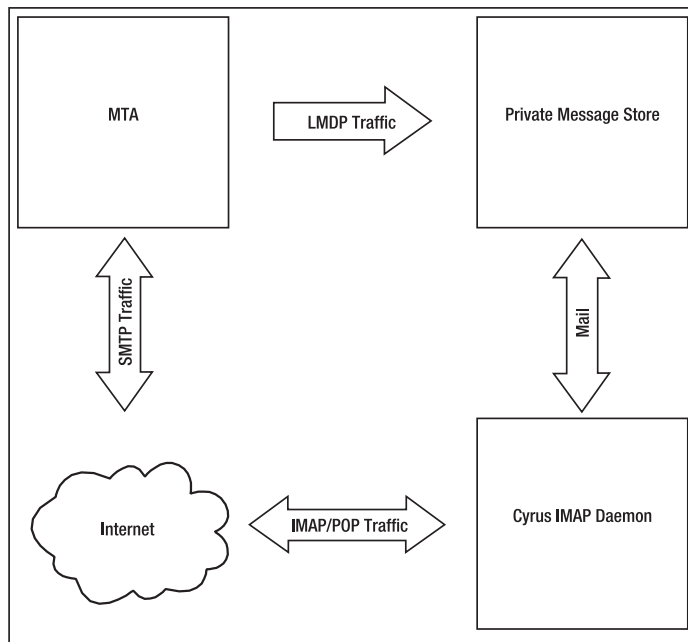 MTA
LMDP Traffic
Private Message Store
SMTP Traffic
Mail
Internet
IMAP/POP Traffic
Cyrus IMAP Daemon